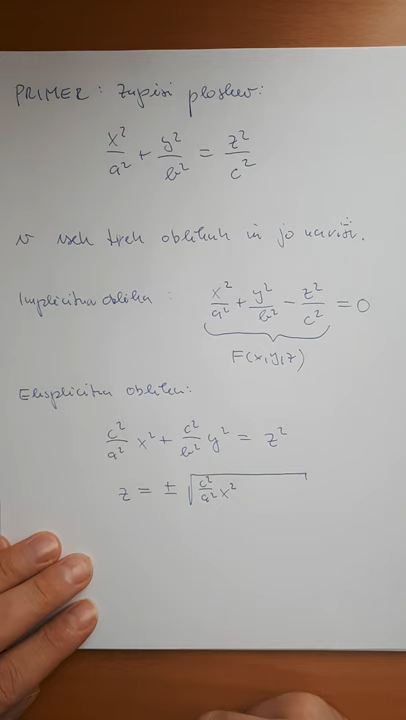 PRIMER: Zapiši ploskev:
x²/a² + y²/b² = z²/c²
v vseh treh oblikah in jo nariši.
Implicitna oblika: x²/a² + y²/b² - z²/c² = 0
F(x,y,z)
Eksplicitna oblika:
c²/a² x² + c²/b² y² = z²
z = ± √(c²/a² x²